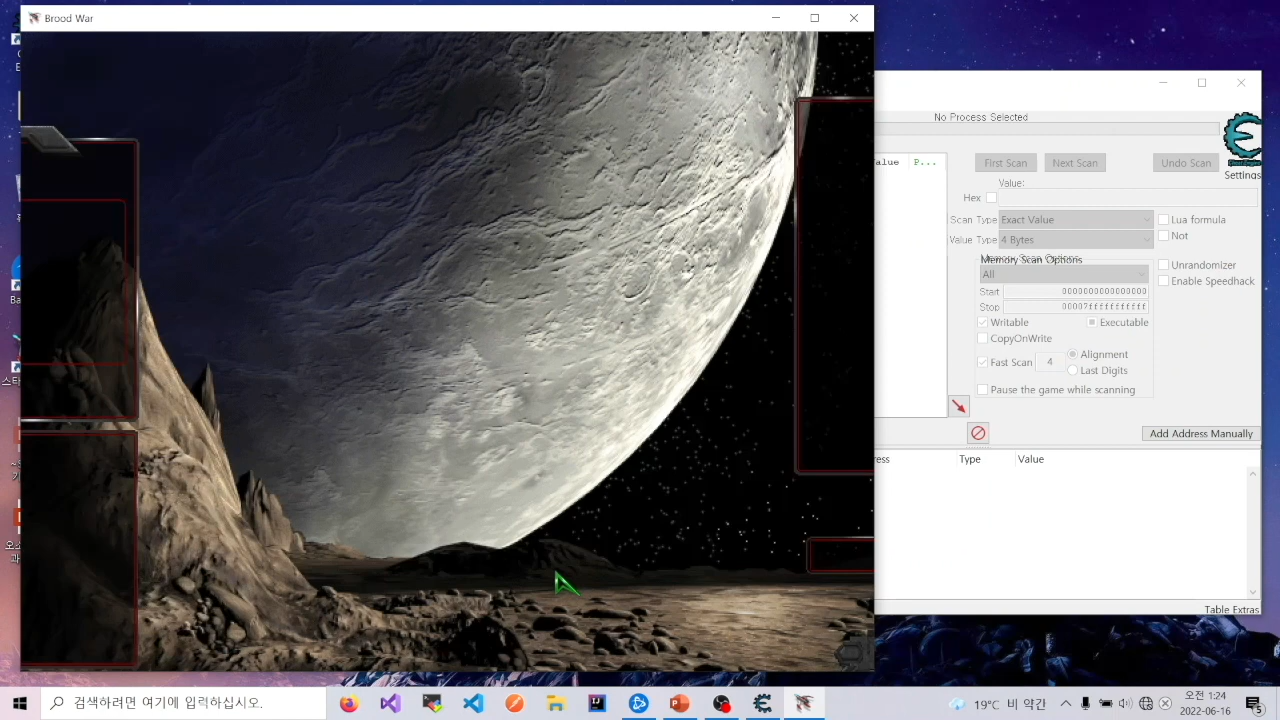 Brood War
No Process Selected
alue P...
First Scan
Next Scan
Undo Scan
Settings
Value:
Hex
Scan Type
Exact Value
Lua formula
Value Type
4 Bytes
Not
Memory Scan Options
All
Unrandomizer
Start
0000000000000000
Enable Speedhack
Stop
00007fffffffffff
Writable
Executable
CopyOnWrite
Fast Scan
4
Alignment
Last Digits
Pause the game while scanning
Add Address Manually
ress
Type
Value
Table Extras
검색하려면 여기에 입력하십시오.
19°C 비 약간
오전 1:24
2022-06-16
5